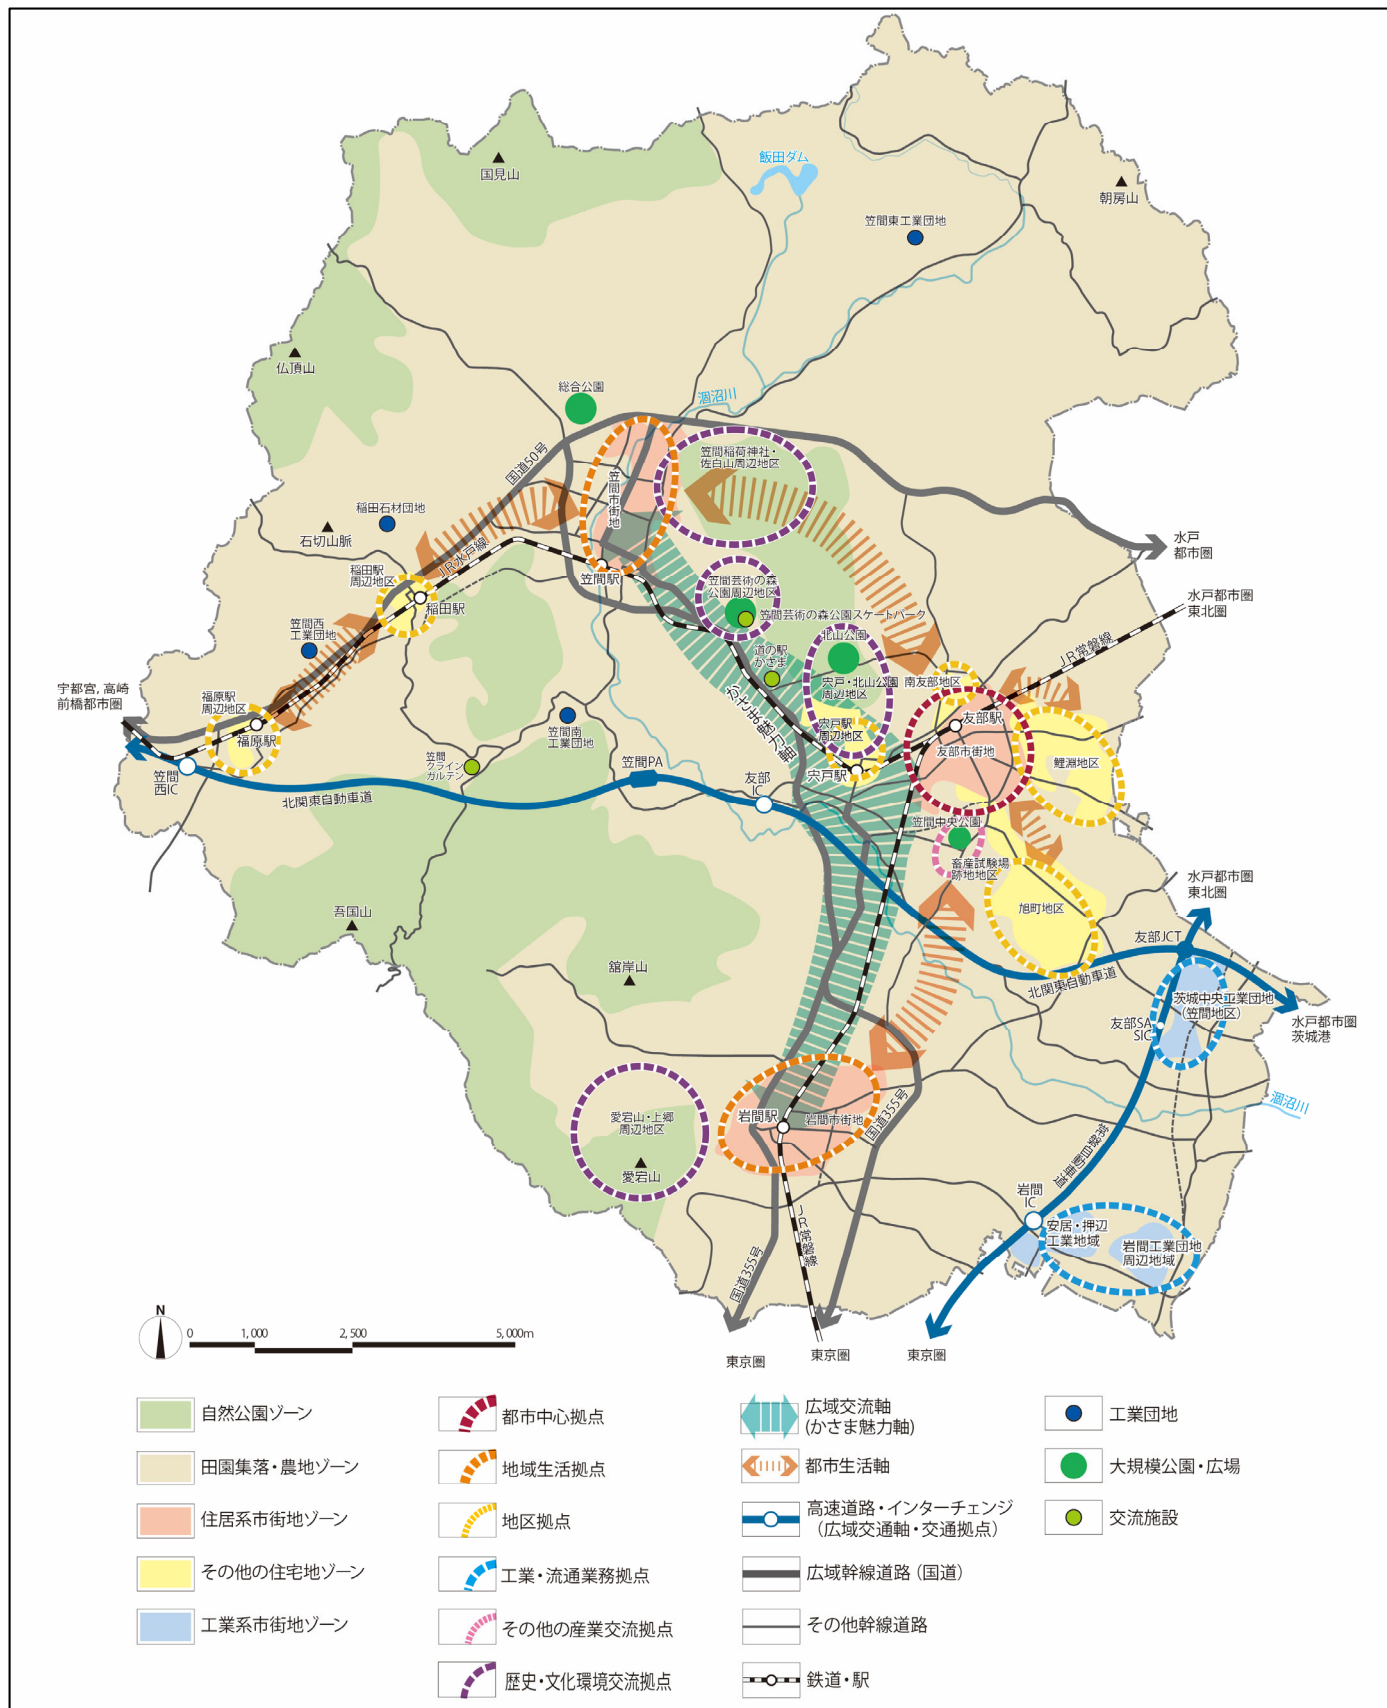 国見山
飯田ダム
朝房山
笠間東工業団地
仏頂山
総合公園
涸沼川
国道50号
笠間稲荷神社・
佐白山周辺地区
笠間市街地
稲田石材団地
石切山脈
JR水戸線
水戸
都市圏
稲田駅
周辺地区
稲田駅
笠間駅
笠間芸術の森
公園周辺地区
笠間芸術の森公園スケートパーク
水戸都市圏
東北圏
JR常磐線
笠間西
工業団地
北山公園
道の駅
かさま
宍戸・北山公園
周辺地区
南友部地区
宇都宮,高崎
前橋都市圏
福原駅
周辺地区
福原駅
かさま魅力軸
宍戸駅
周辺地区
宍戸駅
友部駅
友部市街地
鯉淵地区
笠間南
工業団地
笠間
クライン
ガルテン
笠間PA
友部
IC
笠間
西IC
北関東自動車道
笠間中央公園
畜産試験場
跡地地区
旭町地区
水戸都市圏
東北圏
吾国山
友部JCT
舘岸山
北関東自動車道
茨城中央工業団地
（笠間地区）
友部SA
SIC
水戸都市圏
茨城港
涸沼川
愛宕山・上郷
周辺地区
愛宕山
岩間駅
岩間市街地
国道355号
常磐自動車道
岩間
IC
安居・押辺
工業地域
岩間工業団地
周辺地域
JR常磐線
国道355号
東京圏
東京圏
東京圏
N
0
1,000
2,500
5,000m
自然公園ゾーン
田園集落・農地ゾーン
住居系市街地ゾーン
その他の住宅地ゾーン
工業系市街地ゾーン
都市中心拠点
地域生活拠点
地区拠点
工業・流通業務拠点
その他の産業交流拠点
歴史・文化環境交流拠点
広域交流軸
(かさま魅力軸)
都市生活軸
高速道路・インターチェンジ
（広域交通軸・交通拠点）
広域幹線道路（国道）
その他幹線道路
鉄道・駅
工業団地
大規模公園・広場
交流施設